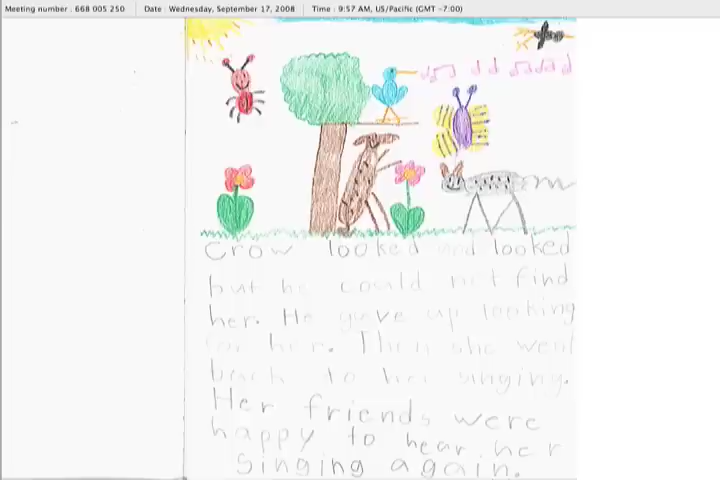 Meeting number : 668 005 250 Date : Wednesday, September 17, 2008 Time : 9:57 AM, US/Pacific (GMT -7:00)
Crow looked and looked
but he could not find
her. He gave up looking
for her. Then she went
back to her singing.
Her friends were
happy to hear her
singing again.